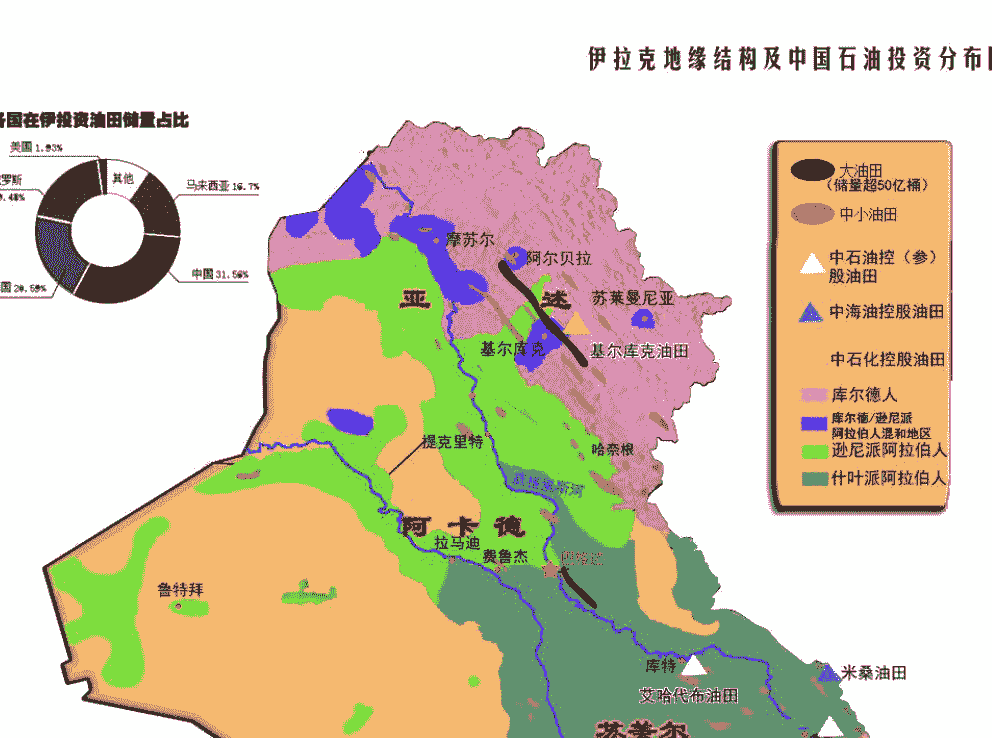 伊拉克地缘结构及中国石油投资分布
国在伊投资油田储量占比
美国 1.93%
其他
罗斯
马来西亚 16.7%
中国 31.56%
国 20.59%
大油田
（储量超50亿桶）
中小油田
中石油控（参）
股油田
中海油控股油田
中石化控股油田
库尔德人
库尔德/逊尼派
阿拉伯人混和地区
逊尼派阿拉伯人
什叶派阿拉伯人
摩苏尔
阿尔贝拉
亚
述
苏莱曼尼亚
基尔库克
基尔库克油田
提克里特
哈奈根
底格里斯河
阿卡德
拉马迪
费鲁杰
巴格达
鲁特拜
库特
米桑油田
艾哈代布油田
苏美尔